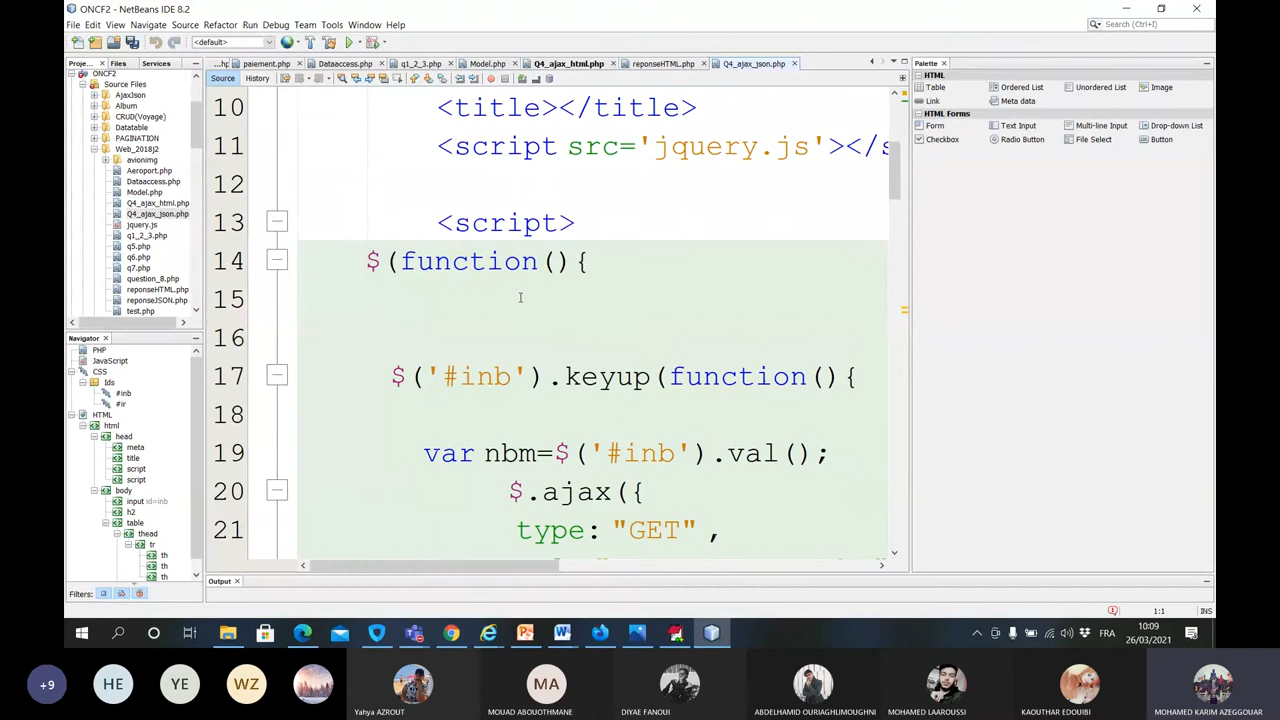 ONCF2 - NetBeans IDE 8.2
File Edit View Navigate Source Refactor Run Debug Team Tools Window Help
Search (Ctrl+I)
<default>
Proje... Files Services
paiement.php Dataaccess.php q1_2_3.php Model.php Q4_ajax_html.php reponseHTML.php Q4_ajax_json.php
Source History
ONCF2
Source Files
AjaxJson
Album
CRUD(Voyage)
Datatable
PAGINATION
Web_2018j2
avionimg
Aeroport.php
Dataaccess.php
Model.php
Q4_ajax_html.php
Q4_ajax_json.php
jquery.js
q1_2_3.php
q5.php
q6.php
q7.php
question_8.php
reponseHTML.php
reponseJSON.php
test.php
Navigator
PHP
JavaScript
CSS
Ids
#inb
#ir
HTML
html
head
meta
title
script
script
body
input id=inb
h2
table
thead
tr
th
th
th
Filters:
10 <title></title>
11 <script src='jquery.js'></s
12
13 <script>
14 $(function(){
15
16
17 $('#inb').keyup(function(){
18
19 var nbm=$('#inb').val();
20 $.ajax({
21 type: "GET" ,
Output
Palette
HTML
Table Ordered List Unordered List Image
Link Meta data
HTML Forms
Form Text Input Multi-line Input Drop-down List
Checkbox Radio Button File Select Button
1:1 INS
FRA
10:09
26/03/2021
+9 HE YE WZ MA
Yahya AZROUT MOUAD ABOUOTHMANE DIYAE FANOUI ABDELHAMID OURIAGHLIMOUGHNI MOHAMED LAAROUSSI KAOUTHAR EDOUIBI MOHAMED KARIM AZEGGOUAR